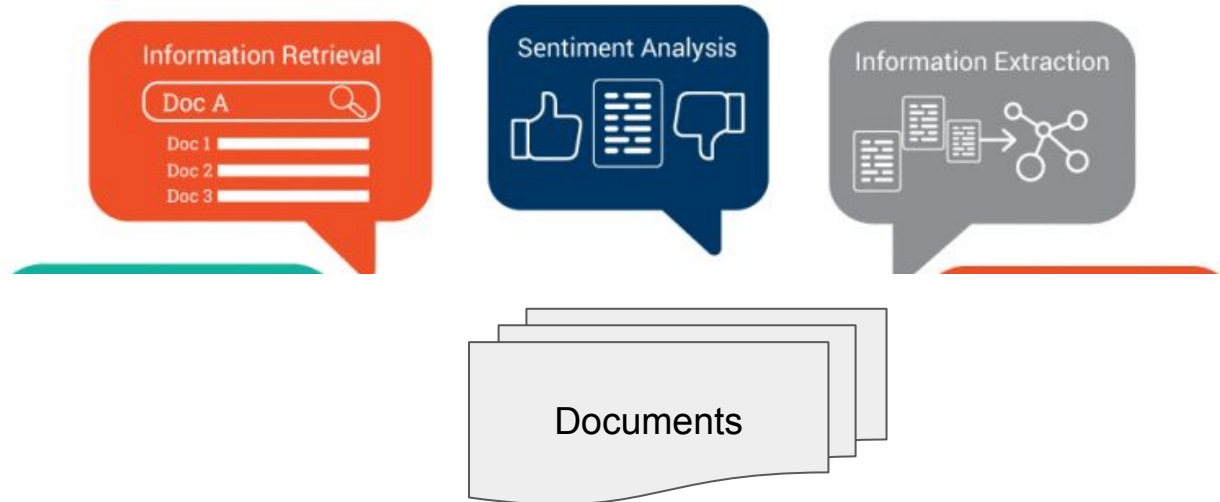 Information Retrieval
Doc A
Doc 1
Doc 2
Doc 3
Sentiment Analysis
Information Extraction
Documents